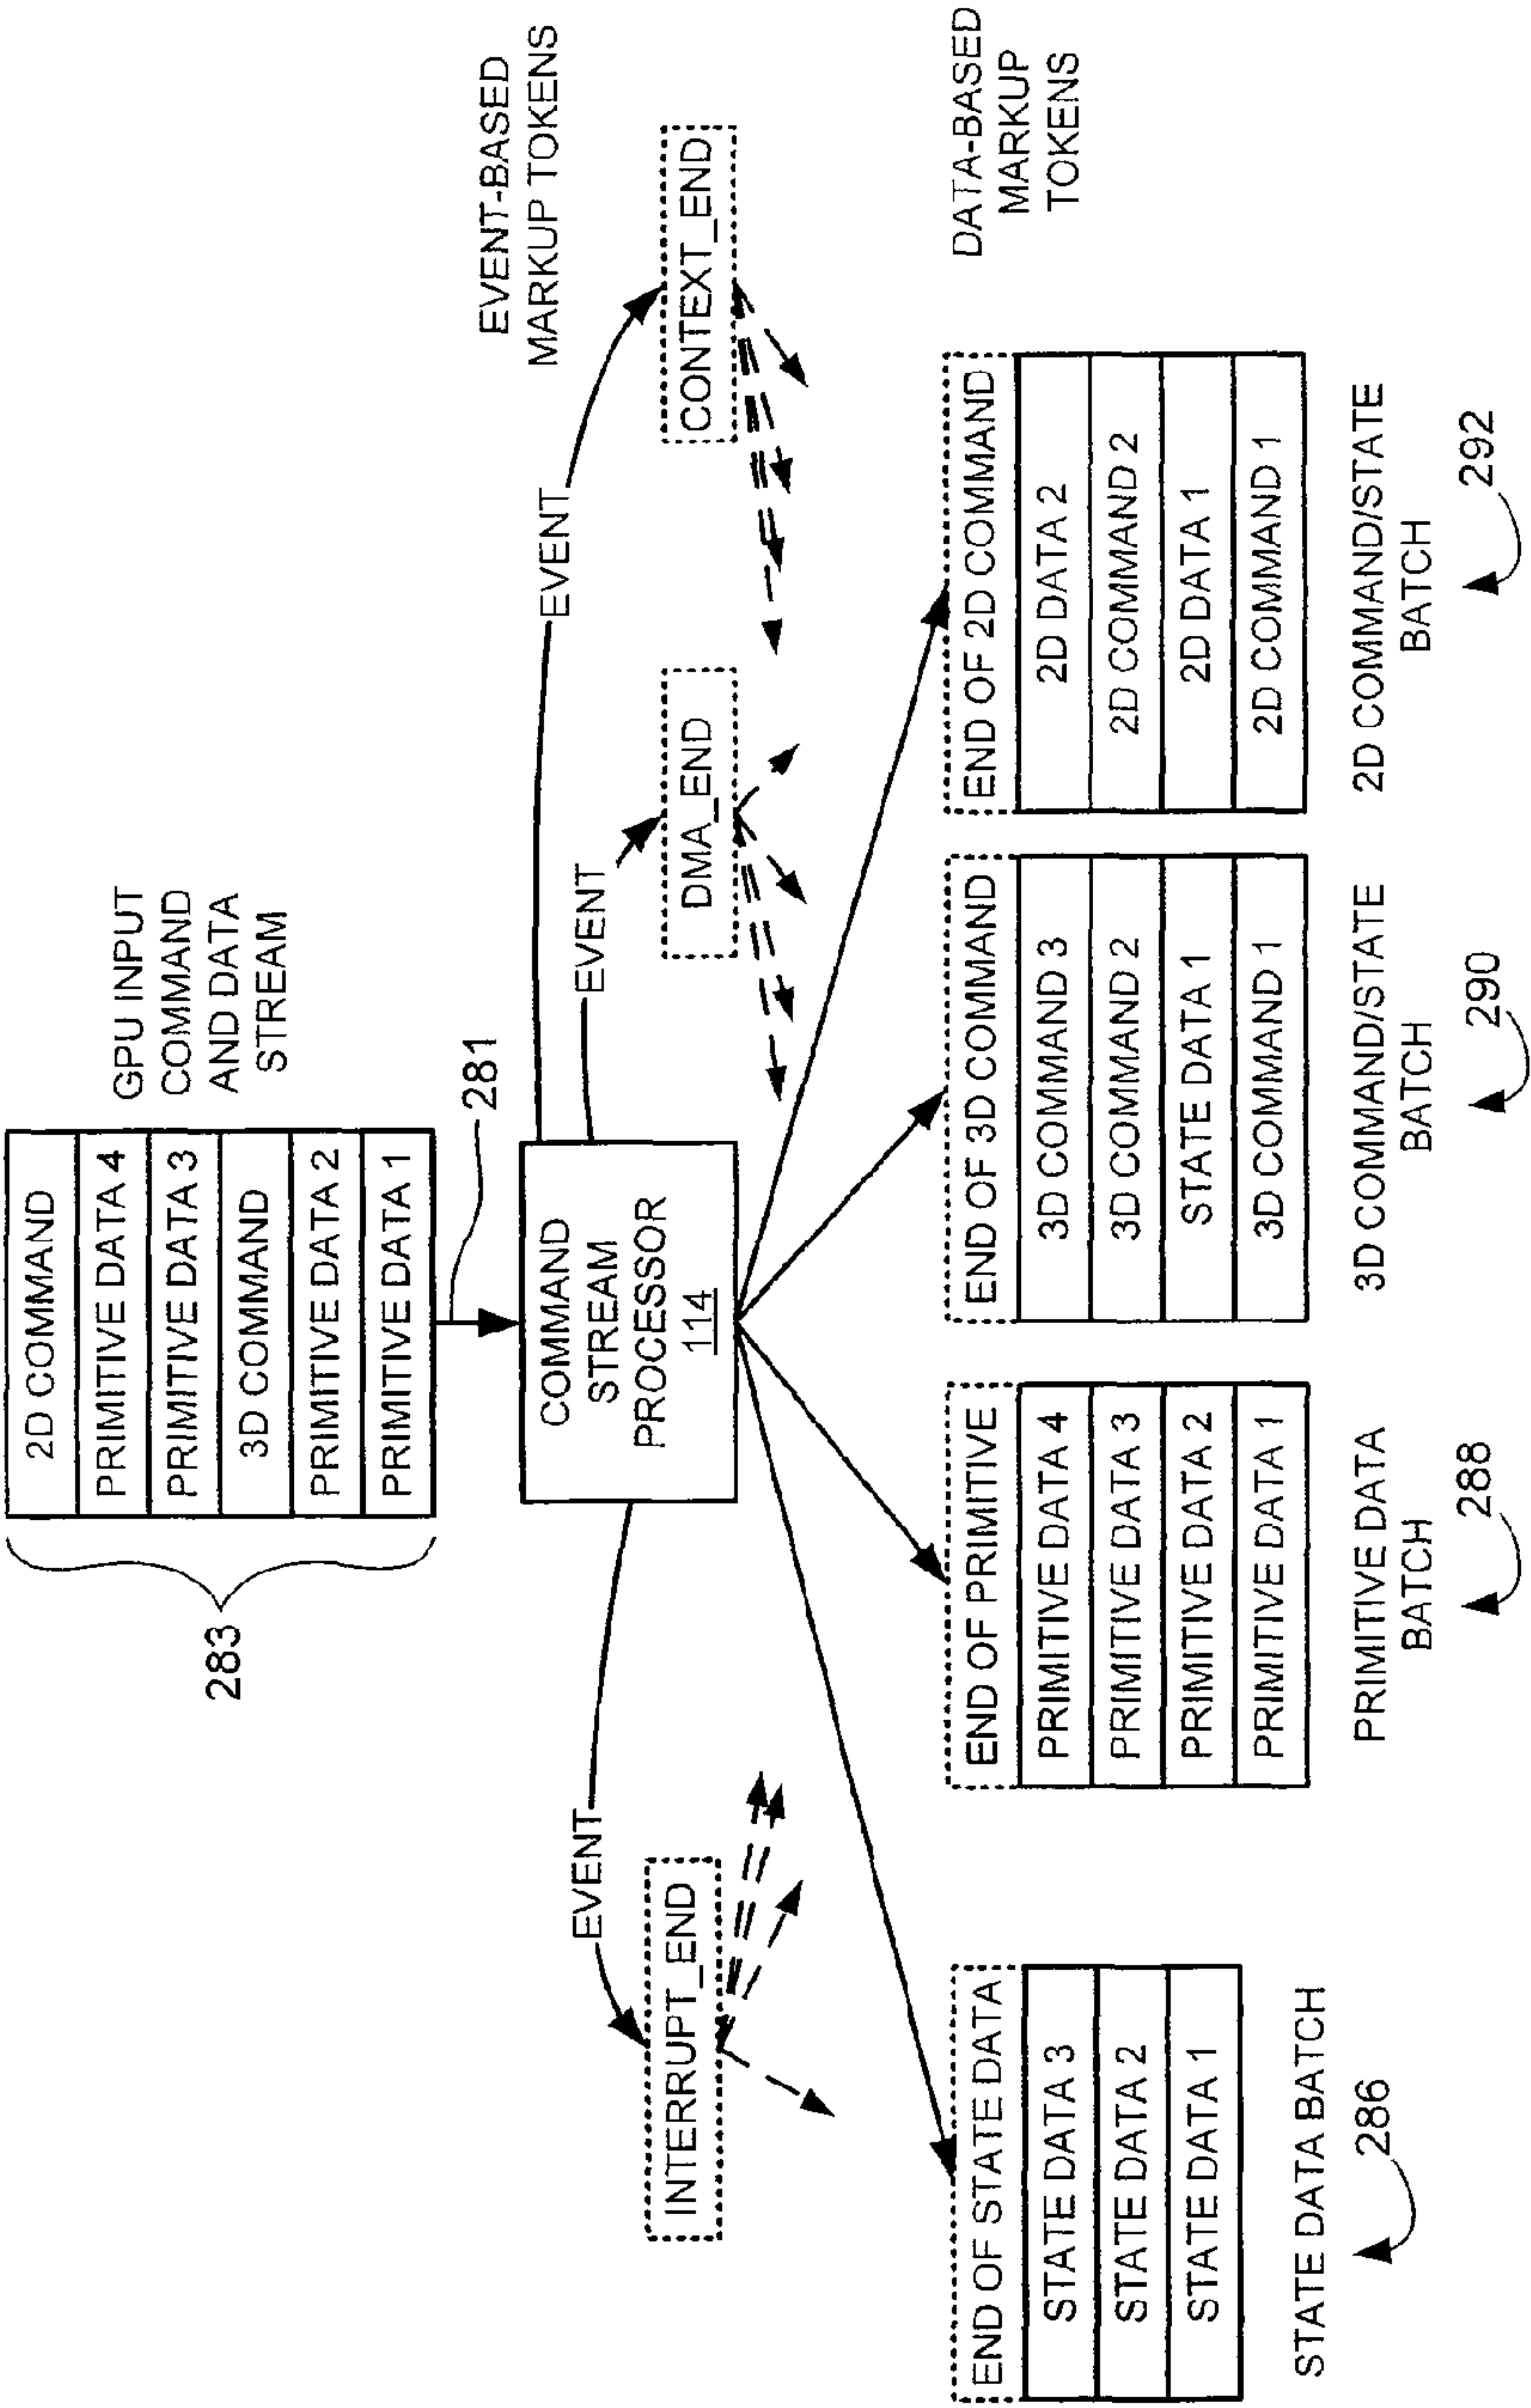 GPU INPUT
COMMAND
AND DATA
STREAM
2D COMMAND
PRIMITIVE DATA 4
PRIMITIVE DATA 3
3D COMMAND
PRIMITIVE DATA 2
PRIMITIVE DATA 1
283
281
COMMAND
STREAM
PROCESSOR
114
EVENT
EVENT
EVENT
EVENT-BASED
MARKUP TOKENS
INTERRUPT_END
DMA_END
CONTEXT_END
DATA-BASED
MARKUP
TOKENS
END OF STATE DATA
STATE DATA 3
STATE DATA 2
STATE DATA 1
STATE DATA BATCH
286
END OF PRIMITIVE
PRIMITIVE DATA 4
PRIMITIVE DATA 3
PRIMITIVE DATA 2
PRIMITIVE DATA 1
PRIMITIVE DATA
BATCH
288
END OF 3D COMMAND
3D COMMAND 3
3D COMMAND 2
STATE DATA 1
3D COMMAND 1
3D COMMAND/STATE
BATCH
290
END OF 2D COMMAND
2D DATA 2
2D COMMAND 2
2D DATA 1
2D COMMAND 1
2D COMMAND/STATE
BATCH
292